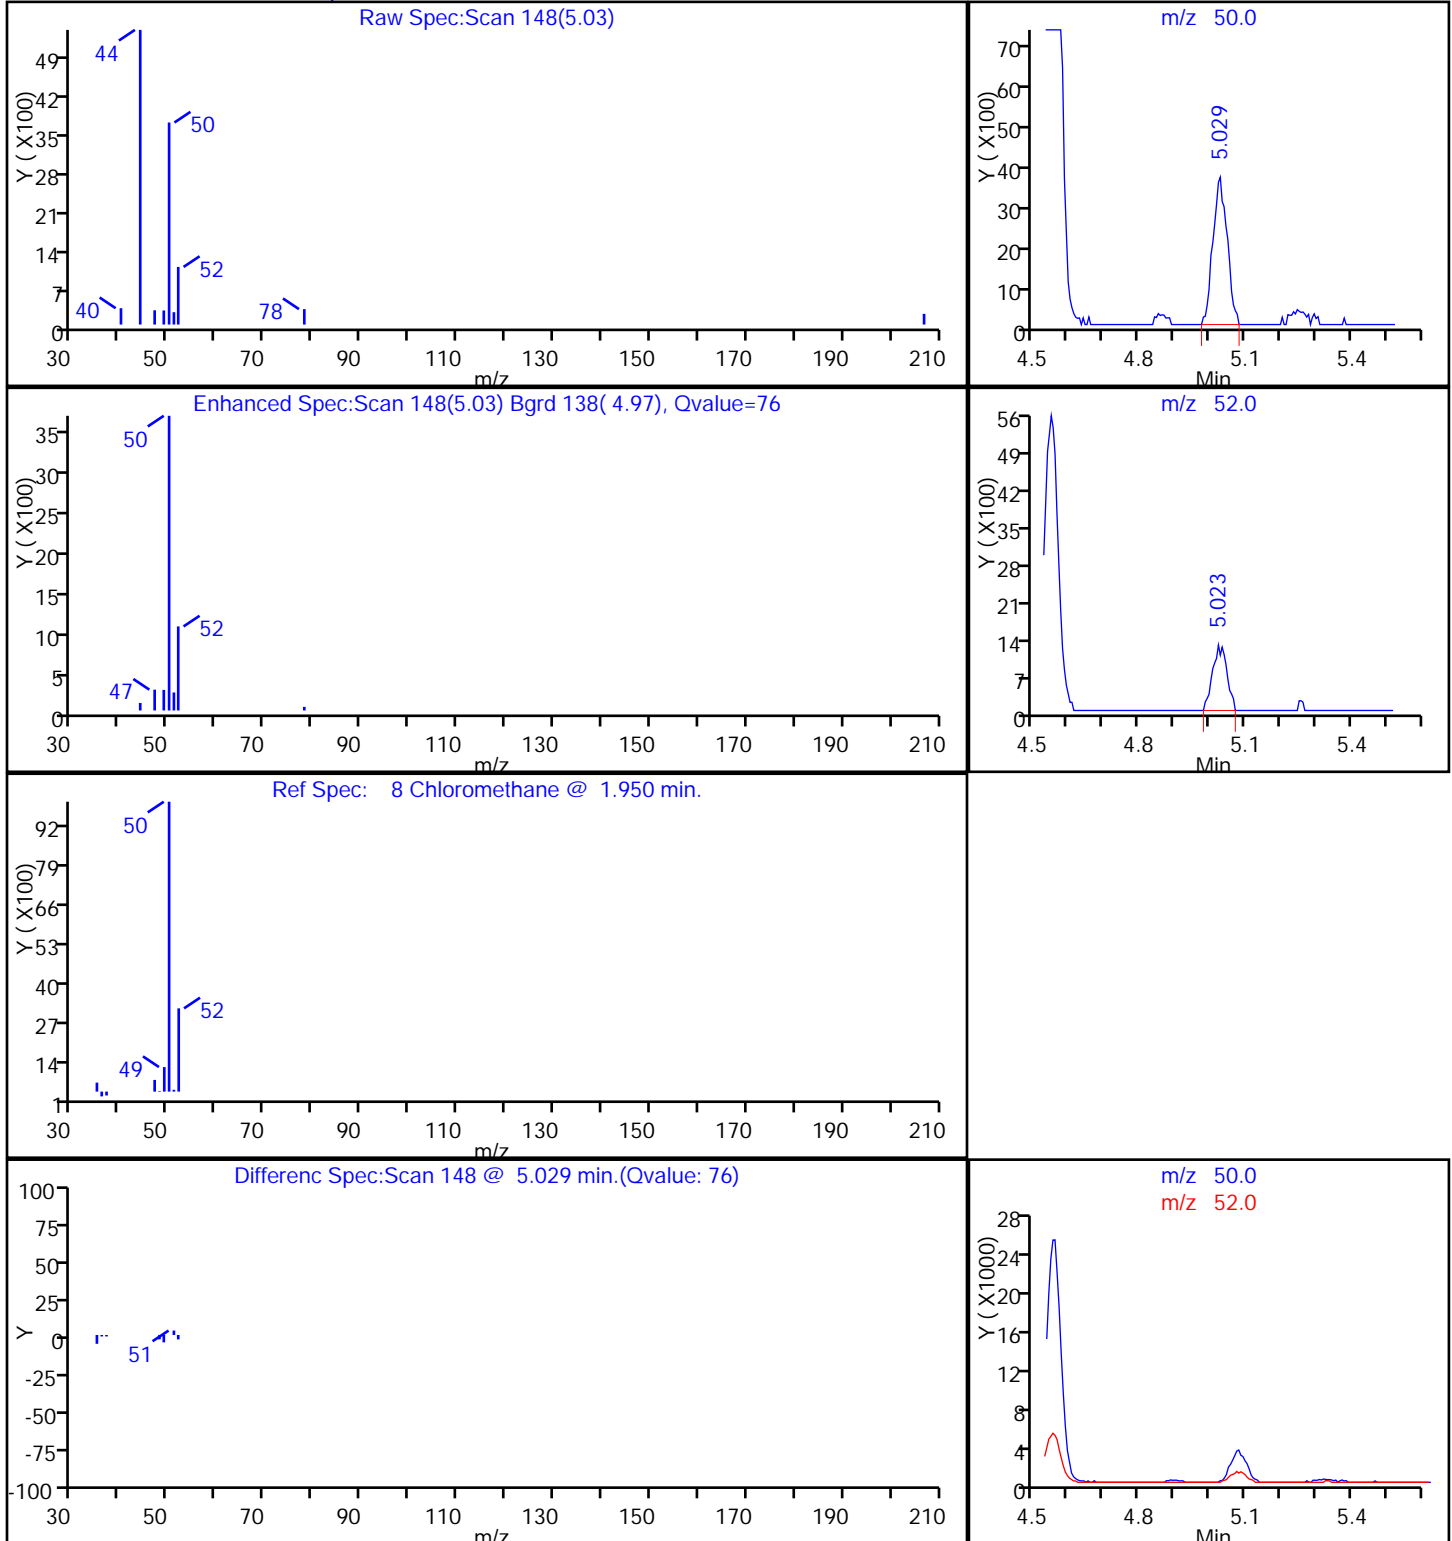 Raw Spec:Scan 148(5.03)
49
42
35
28
21
14
7
0
Y ( X100)
44
50
52
40
78
30 50 70 90 110 130 150 170 190 210
m/z
m/z 50.0
70
60
50
40
30
20
10
0
Y ( X100)
5.029
4.5 4.8 5.1 5.4
Min
Enhanced Spec:Scan 148(5.03) Bgrd 138( 4.97), Qvalue=76
35
30
25
20
15
10
5
0
Y ( X100)
50
52
47
30 50 70 90 110 130 150 170 190 210
m/z
m/z 52.0
56
49
42
35
28
21
14
7
0
Y ( X100)
5.023
4.5 4.8 5.1 5.4
Min
Ref Spec: 8 Chloromethane @ 1.950 min.
92
79
66
53
40
27
14
1
Y ( X100)
50
52
49
30 50 70 90 110 130 150 170 190 210
m/z
Differenc Spec:Scan 148 @ 5.029 min.(Qvalue: 76)
100
75
50
25
0
-25
-50
-75
-100
Y
51
30 50 70 90 110 130 150 170 190 210
m/z
m/z 50.0
m/z 52.0
28
24
20
16
12
8
4
0
Y ( X1000)
4.5 4.8 5.1 5.4
Min